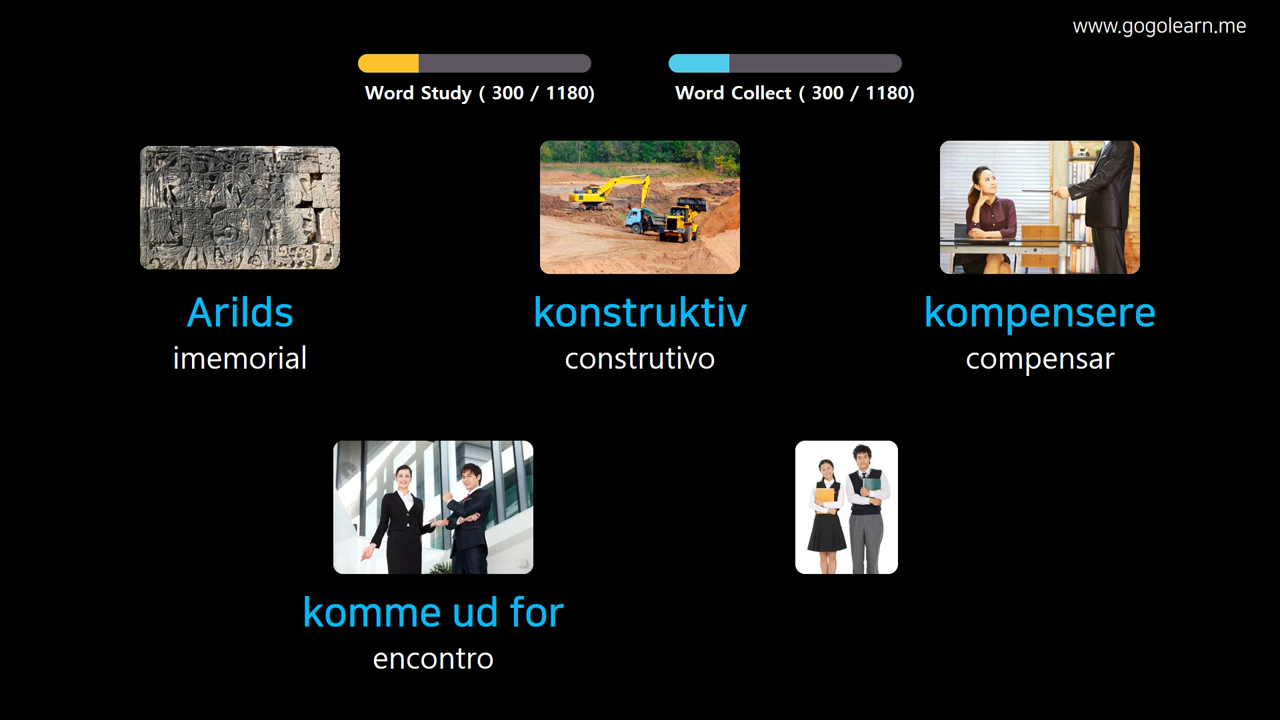 www.gogolearn.me
Word Study ( 300 / 1180)
Word Collect ( 300 / 1180)
Arilds
imemorial
konstruktiv
construtivo
kompensere
compensar
komme ud for
encontro